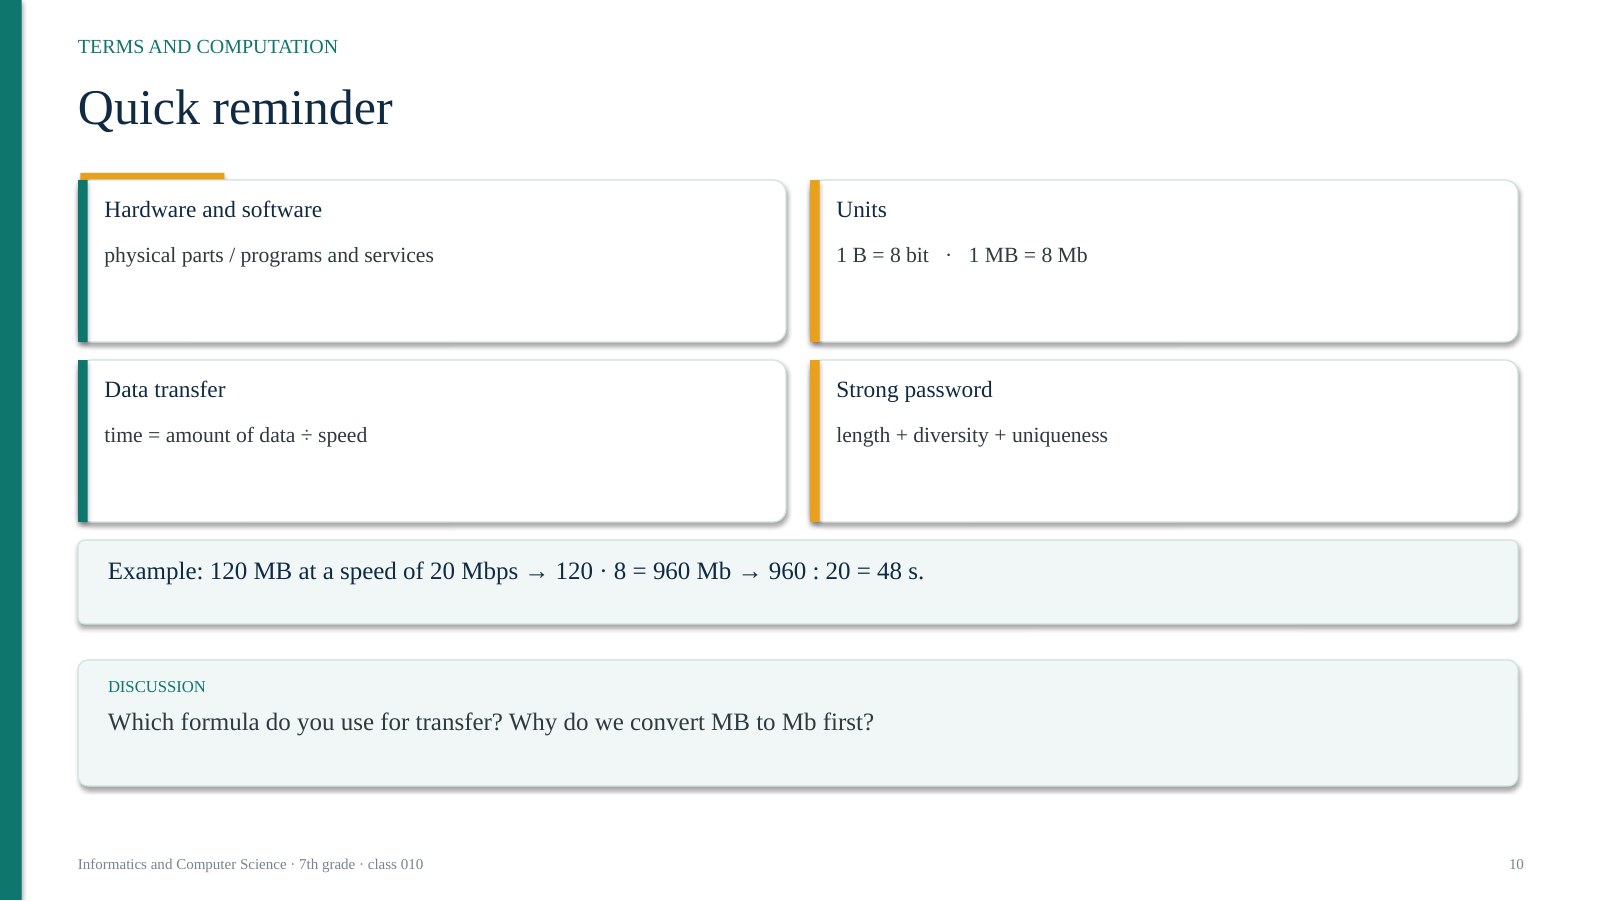 TERMS AND COMPUTATION
Quick reminder
Hardware and software
physical parts / programs and services
Units
1 B = 8 bit · 1 MB = 8 Mb
Data transfer
time = amount of data ÷ speed
Strong password
length + diversity + uniqueness
Example: 120 MB at a speed of 20 Mbps → 120 · 8 = 960 Mb → 960 : 20 = 48 s.
DISCUSSION
Which formula do you use for transfer? Why do we convert MB to Mb first?
Informatics and Computer Science · 7th grade · class 010
10